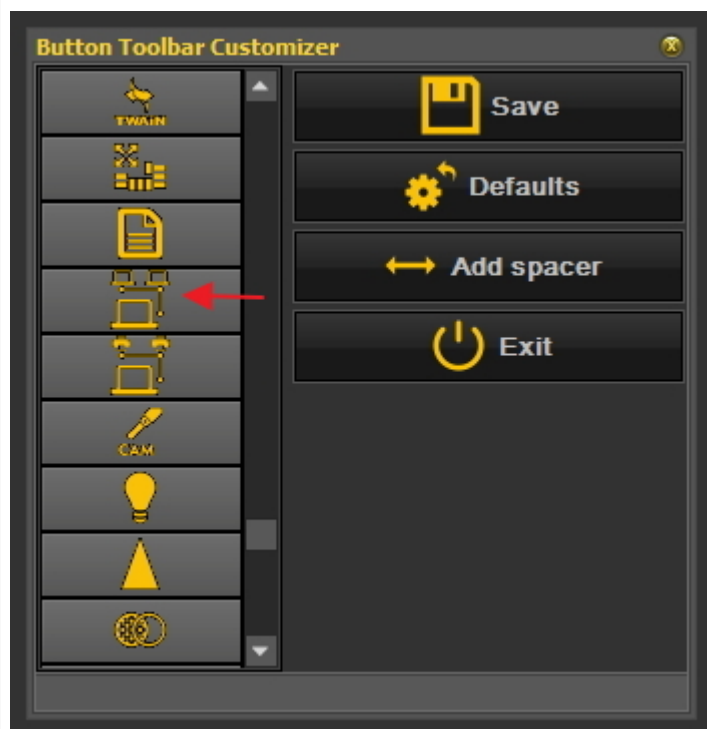 Button Toolbar Customizer
TWAIN
CAM
Save
Defaults
Add spacer
Exit